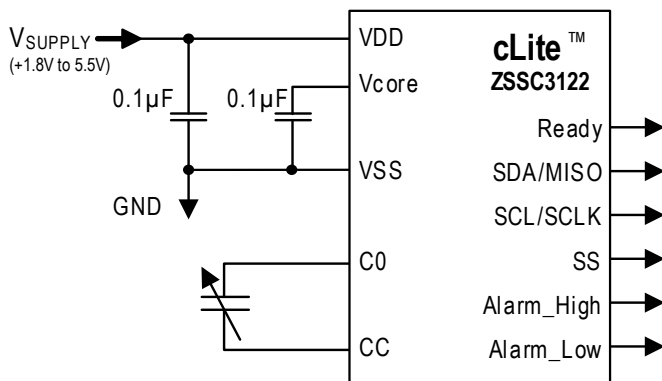 VSUPPLY
(+1.8V to 5.5V)
0.1µF
0.1µF
GND
VDD
Vcore
VSS
C0
CC
cLite™
ZSSC3122
Ready
SDA/MISO
SCL/SCLK
SS
Alarm_High
Alarm_Low